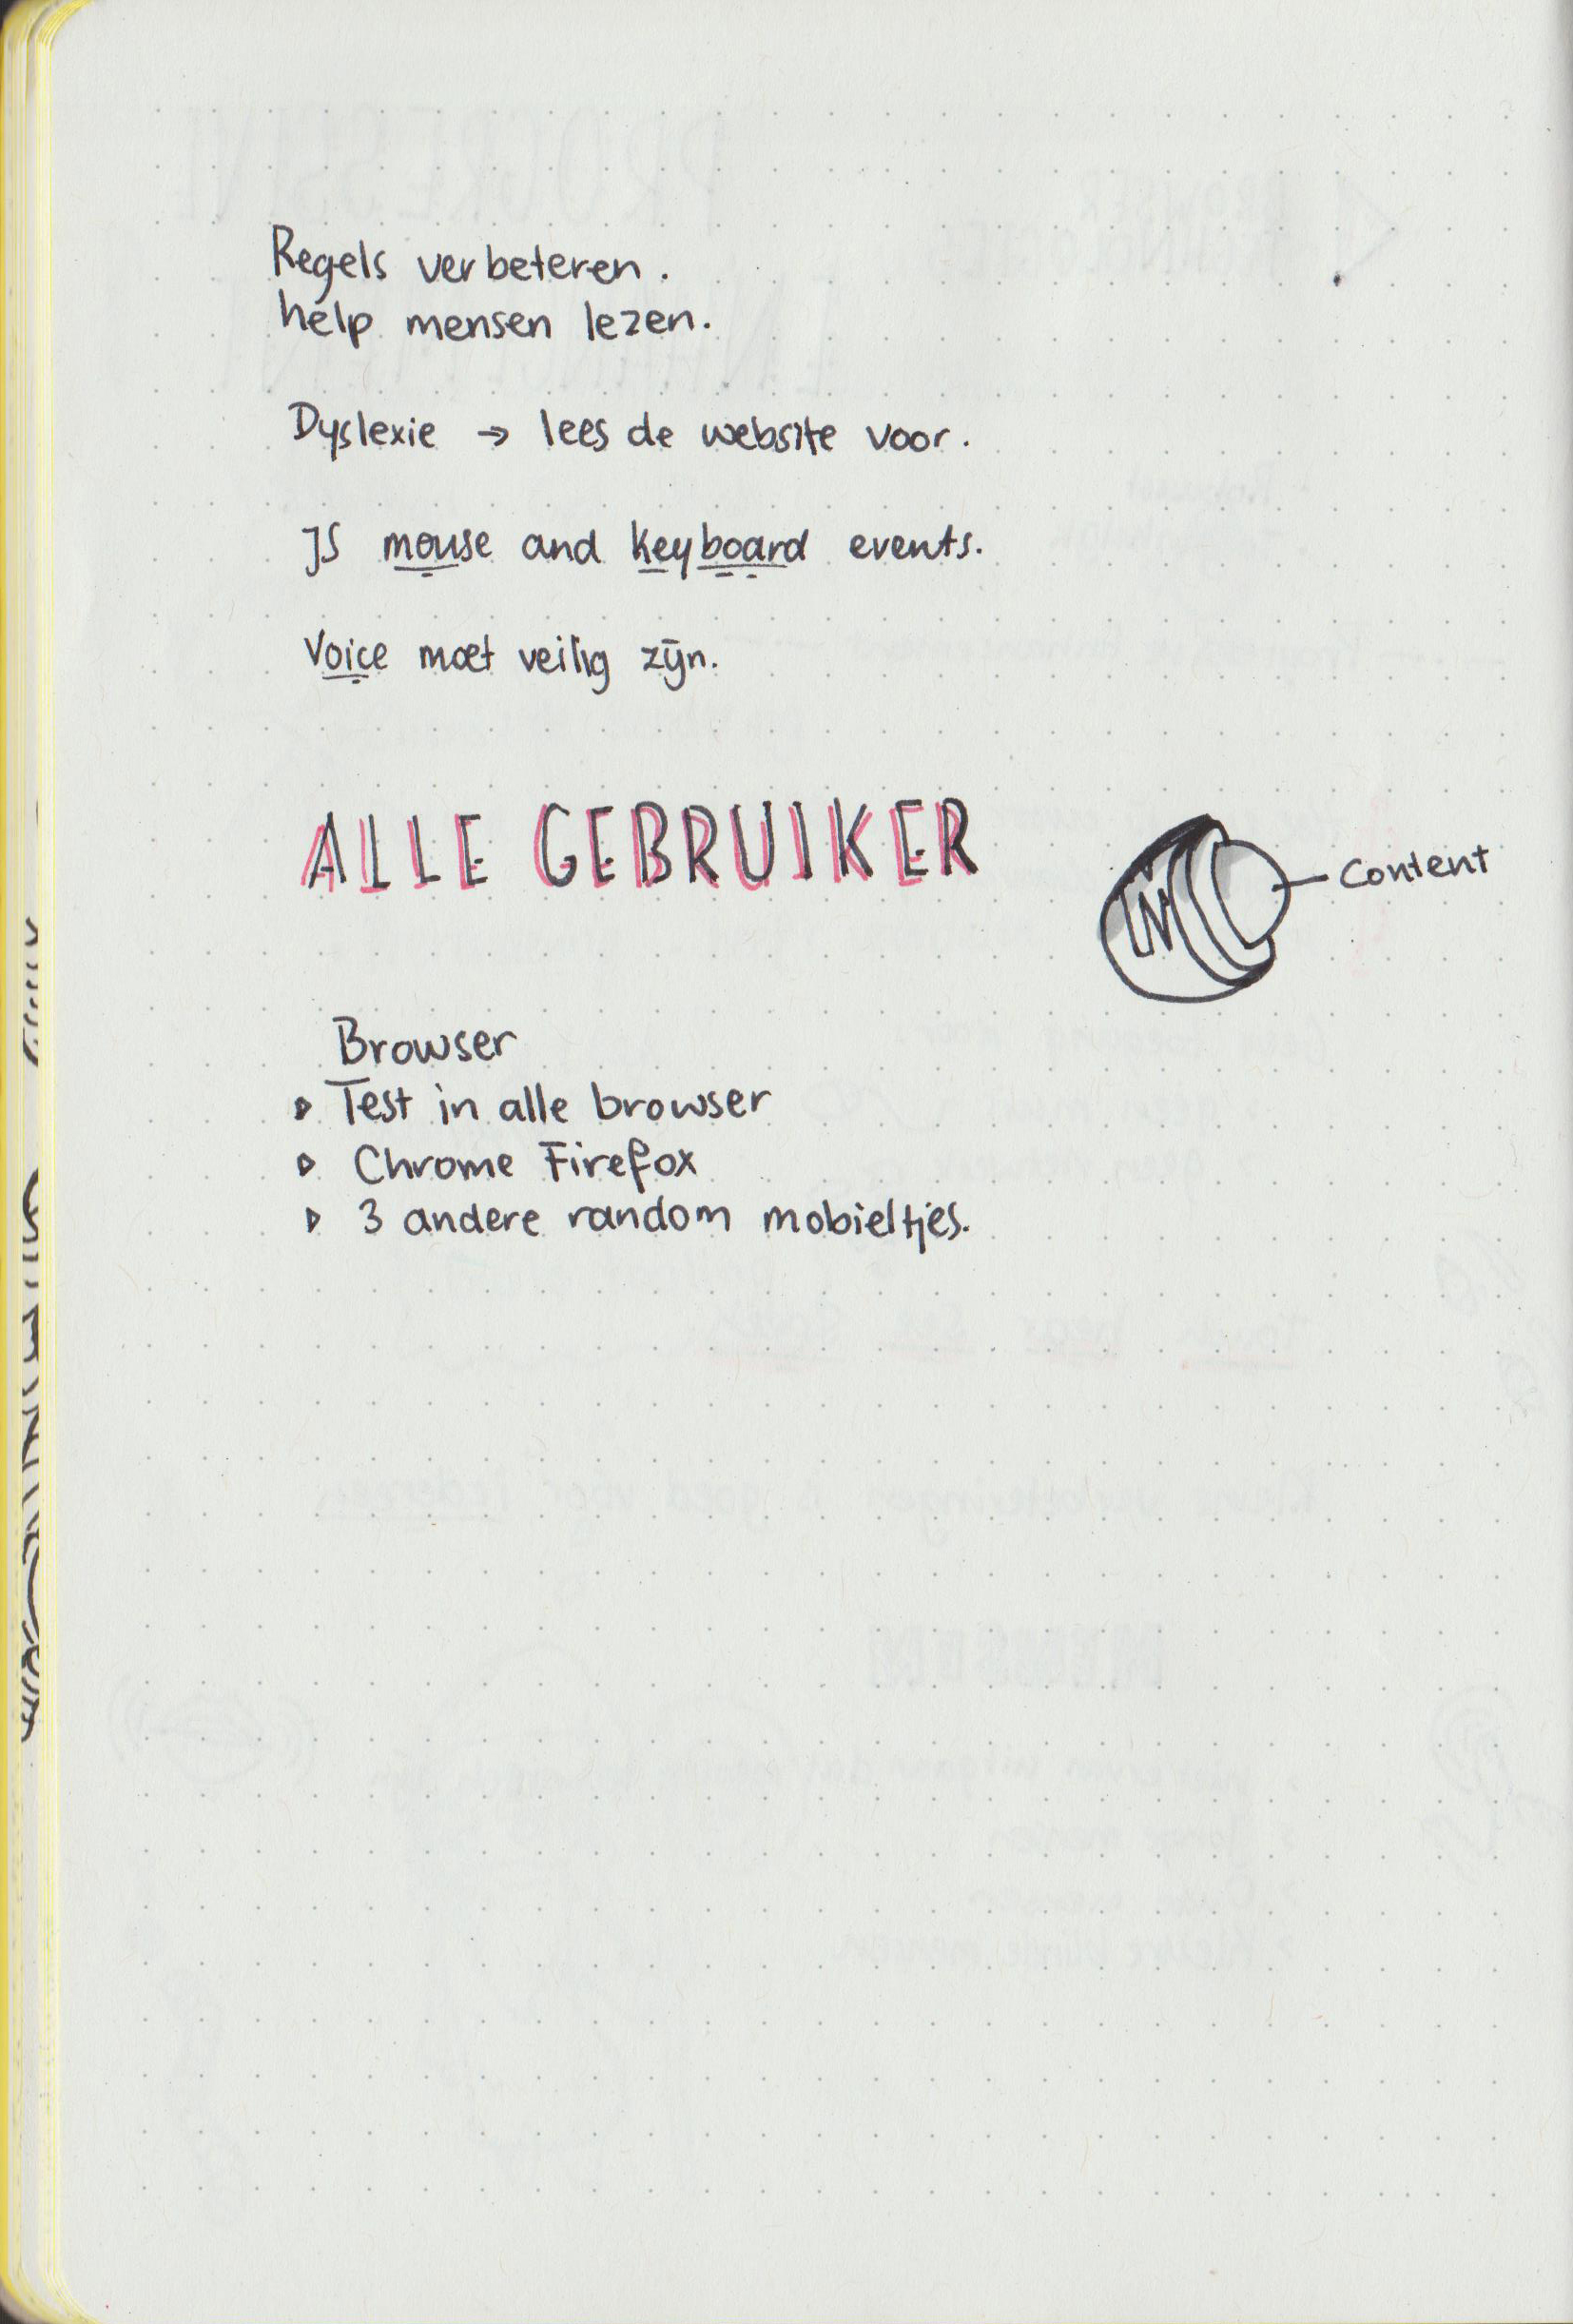 Regels verbeteren.
help mensen lezen.
Dyslexie → lees de website voor.
JS mouse and keyboard events.
Voice moet veilig zijn.
ALLE GEBRUIKER
Content
Browser
▹ Test in alle browser
▹ Chrome Firefox
▹ 3 andere random mobieltjes.